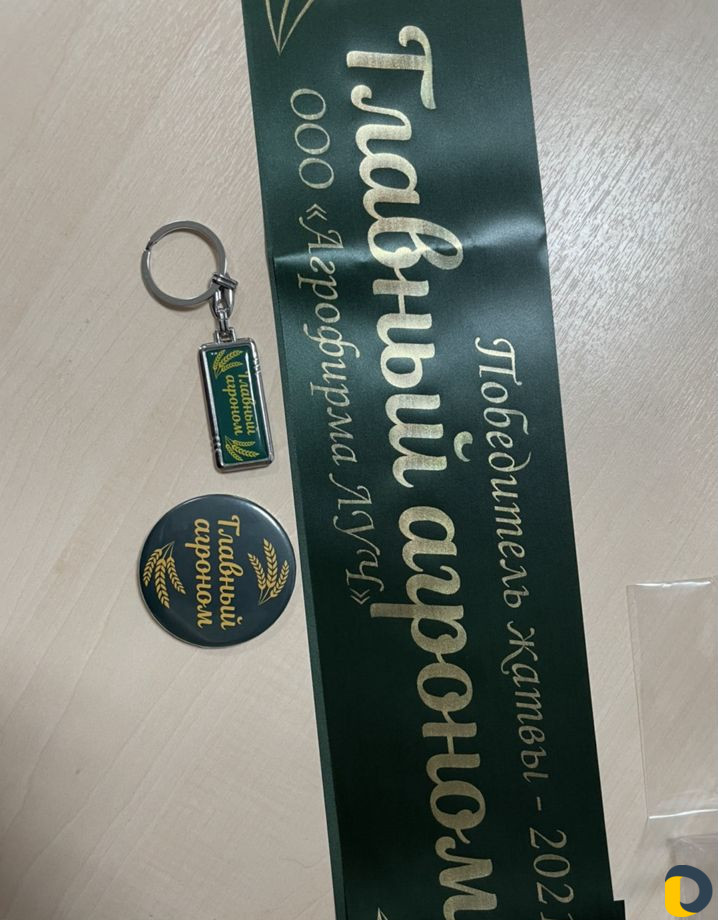 Победитель жатвы - 202
Главный агроном
ООО «Агрофирма ЛУЧ»
Главный
агроном
Главный
агроном